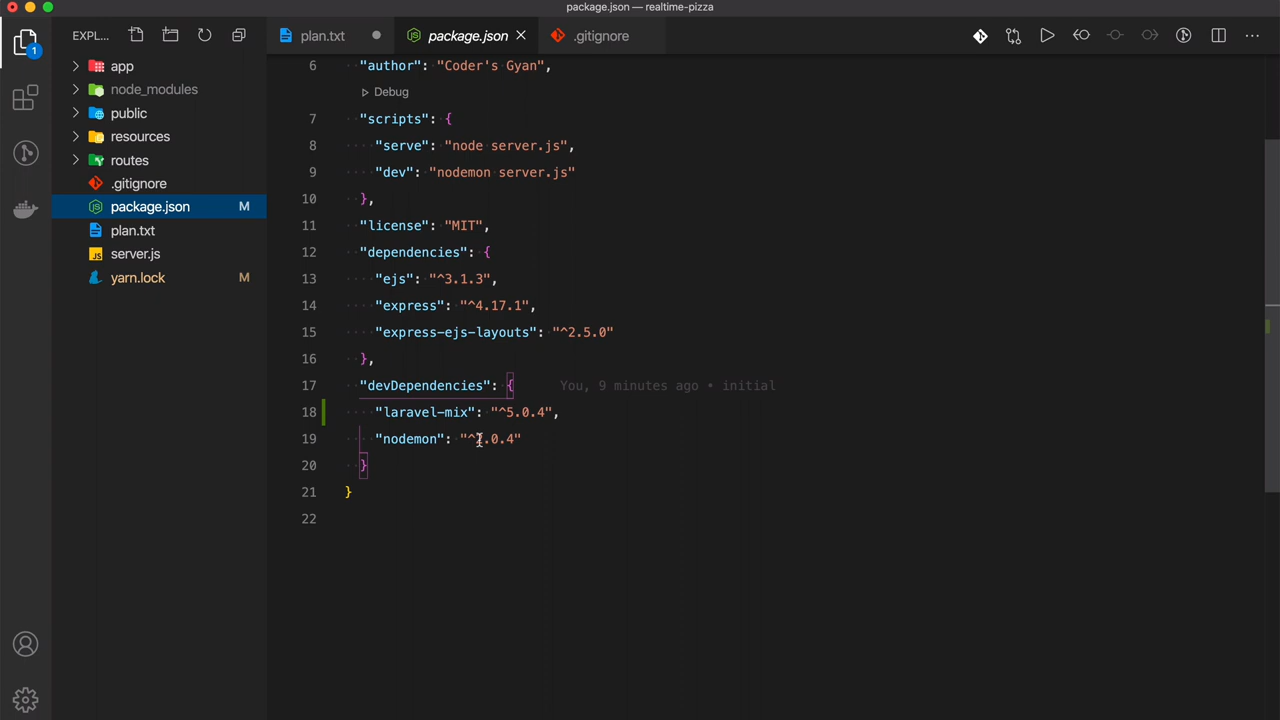 package.json — realtime-pizza
EXPL...
plan.txt
package.json
.gitignore
1
app
node_modules
public
resources
routes
.gitignore
package.json M
plan.txt
server.js
yarn.lock M
6 "author": "Coder's Gyan",
Debug
7 "scripts": {
8 "serve": "node server.js",
9 "dev": "nodemon server.js"
10 },
11 "license": "MIT",
12 "dependencies": {
13 "ejs": "^3.1.3",
14 "express": "^4.17.1",
15 "express-ejs-layouts": "^2.5.0"
16 },
17 "devDependencies": { You, 9 minutes ago • initial
18 "laravel-mix": "^5.0.4",
19 "nodemon":
20 }
21 }
22